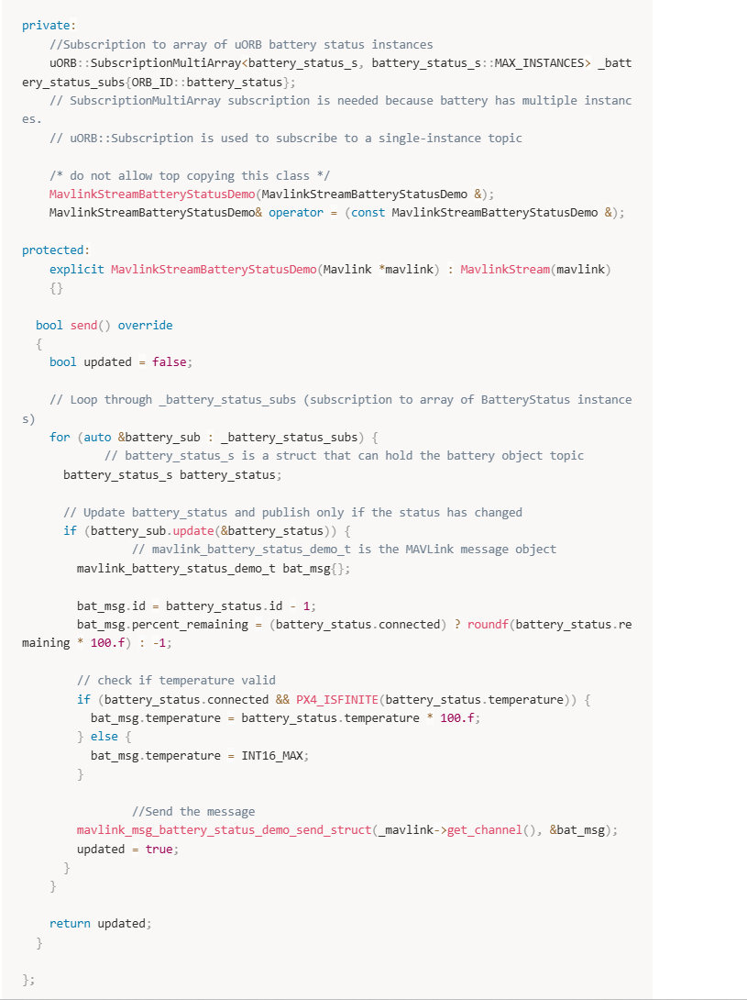 private:
    //Subscription to array of uORB battery status instances
    uORB::SubscriptionMultiArray<battery_status_s, battery_status_s::MAX_INSTANCES> _batt
ery_status_subs{ORB_ID::battery_status};
    // SubscriptionMultiArray subscription is needed because battery has multiple instanc
es.
    // uORB::Subscription is used to subscribe to a single-instance topic

    /* do not allow top copying this class */
    MavlinkStreamBatteryStatusDemo(MavlinkStreamBatteryStatusDemo &);
    MavlinkStreamBatteryStatusDemo& operator = (const MavlinkStreamBatteryStatusDemo &);

protected:
    explicit MavlinkStreamBatteryStatusDemo(Mavlink *mavlink) : MavlinkStream(mavlink)
    {}

  bool send() override
  {
    bool updated = false;

    // Loop through _battery_status_subs (subscription to array of BatteryStatus instance
s)
    for (auto &battery_sub : _battery_status_subs) {
            // battery_status_s is a struct that can hold the battery object topic
      battery_status_s battery_status;

      // Update battery_status and publish only if the status has changed
      if (battery_sub.update(&battery_status)) {
                // mavlink_battery_status_demo_t is the MAVLink message object
        mavlink_battery_status_demo_t bat_msg{};

        bat_msg.id = battery_status.id - 1;
        bat_msg.percent_remaining = (battery_status.connected) ? roundf(battery_status.re
maining * 100.f) : -1;

        // check if temperature valid
        if (battery_status.connected && PX4_ISFINITE(battery_status.temperature)) {
          bat_msg.temperature = battery_status.temperature * 100.f;
        } else {
          bat_msg.temperature = INT16_MAX;
        }

                //Send the message
        mavlink_msg_battery_status_demo_send_struct(_mavlink->get_channel(), &bat_msg);
        updated = true;
      }
    }

    return updated;
  }

};